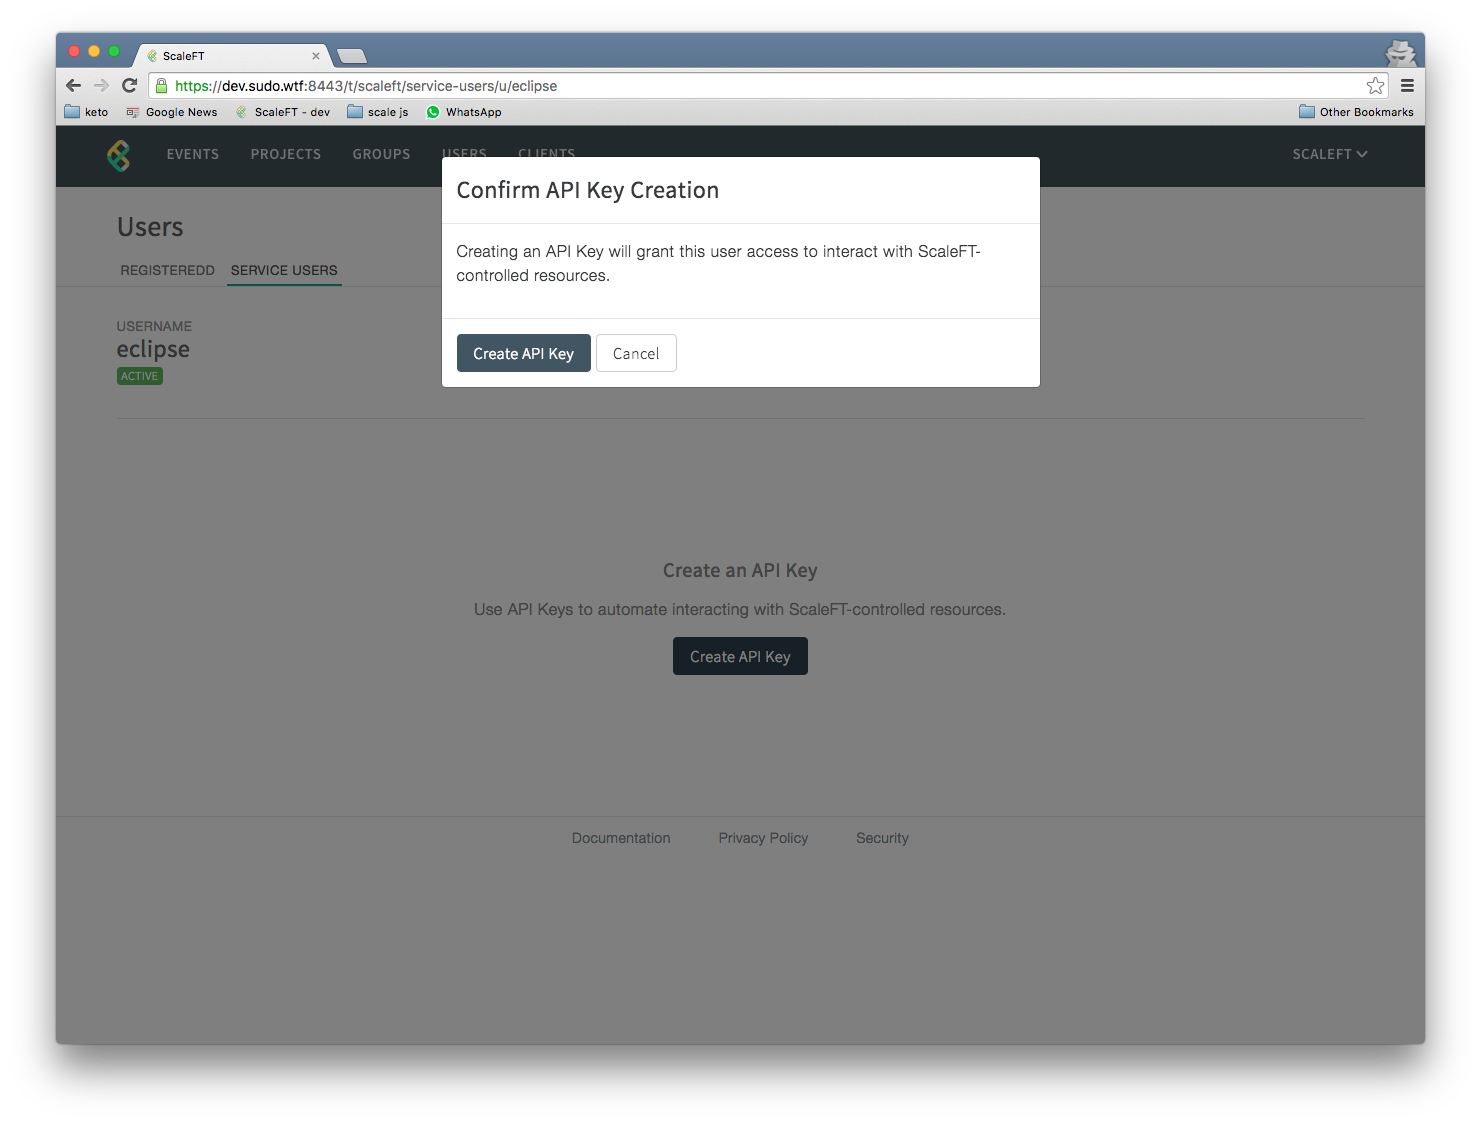 ScaleFT
https://dev.sudo.wtf:8443/t/scaleft/service-users/u/eclipse
keto Google News ScaleFT - dev scale js WhatsApp Other Bookmarks
EVENTS PROJECTS GROUPS USERS CLIENTS SCALEFT
Confirm API Key Creation
Creating an API Key will grant this user access to interact with ScaleFT-
controlled resources.
Create API Key Cancel
Users
REGISTEREDD SERVICE USERS
USERNAME
eclipse
ACTIVE
Create an API Key
Use API Keys to automate interacting with ScaleFT-controlled resources.
Create API Key
Documentation Privacy Policy Security